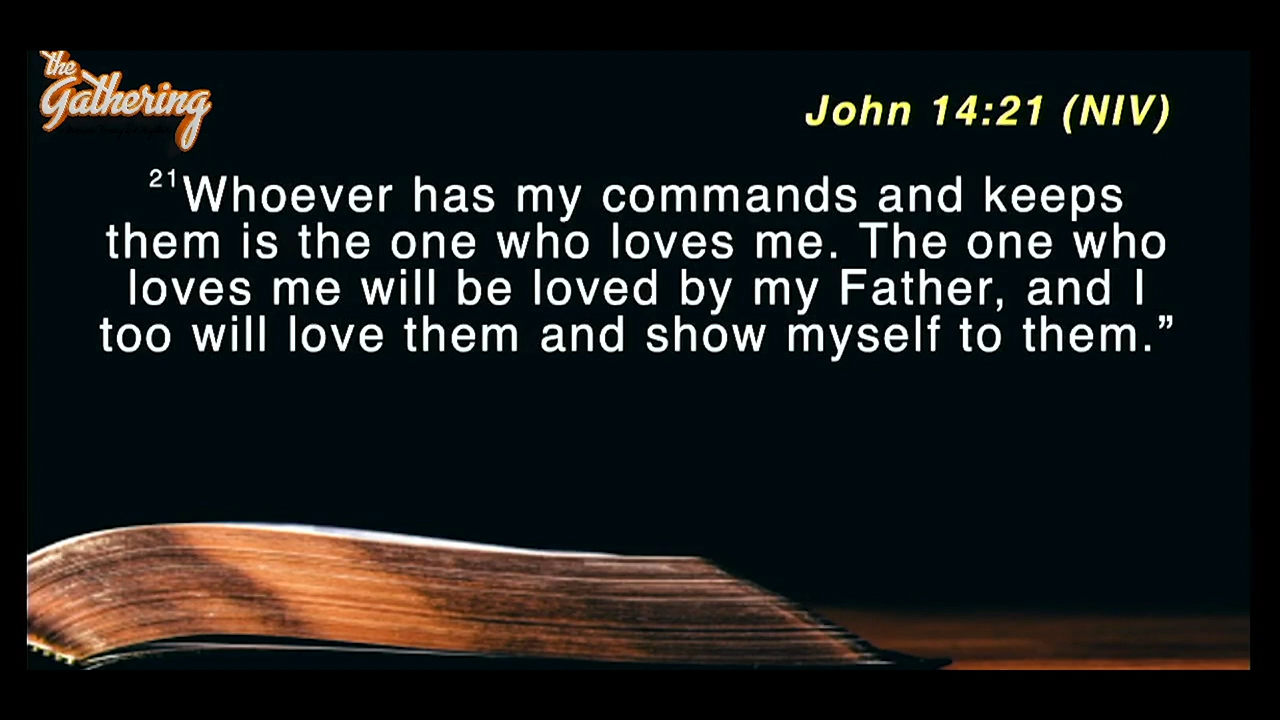 the
Gathering
John 14:21 (NIV)
21Whoever has my commands and keeps
them is the one who loves me. The one who
loves me will be loved by my Father, and I
too will love them and show myself to them.”